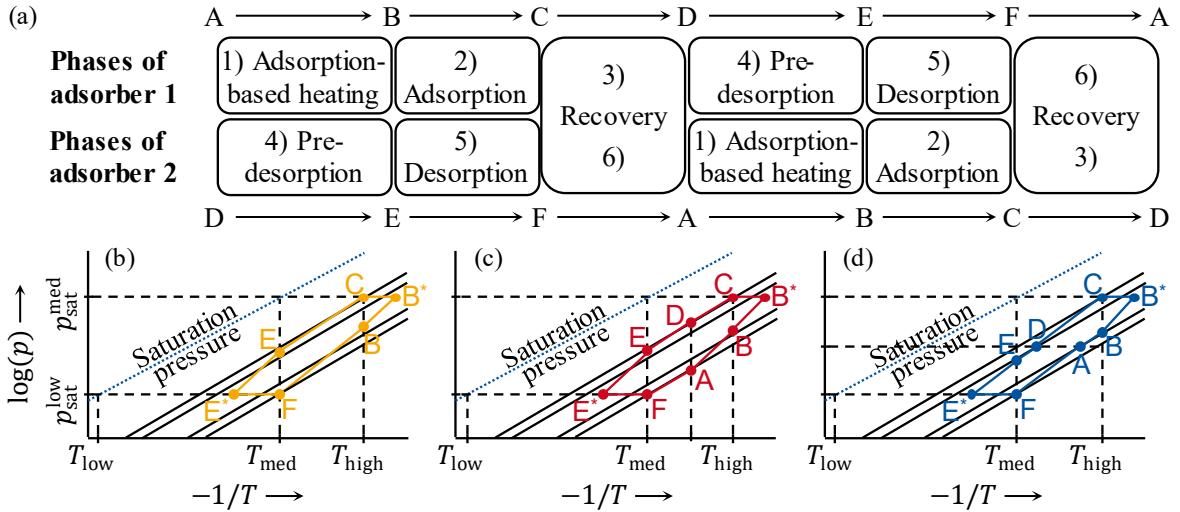 (a)
A B C D E F A
Phases of
adsorber 1
1) Adsorption-
based heating
2)
Adsorption
3)
Recovery
6)
4) Pre-
desorption
5)
Desorption
6)
Recovery
3)
Phases of
adsorber 2
4) Pre-
desorption
5)
Desorption
1) Adsorption-
based heating
2)
Adsorption
D E F A B C D
log(p)
p_sat^med
p_sat^low
(b)
Saturation
pressure
C
B*
E
B
E*
F
T_low T_med T_high
−1/T
(c)
Saturation
pressure
C
B*
D
E
B
A
E*
F
T_low T_med T_high
−1/T
(d)
Saturation
pressure
C
B*
D
E
B
A
E*
F
T_low T_med T_high
−1/T